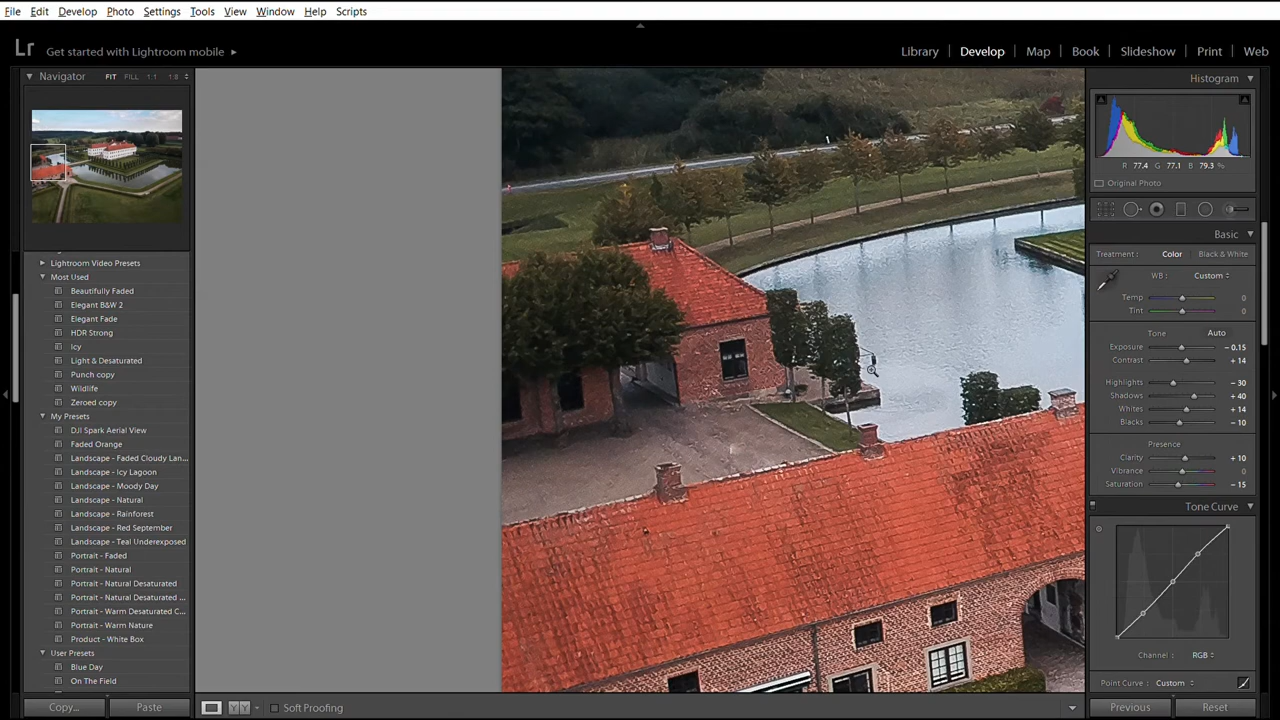 File Edit Develop Photo Settings Tools View Window Help Scripts
Lr Get started with Lightroom mobile
Library Develop Map Book Slideshow Print Web
Navigator FIT FILL 1:1 1:8
Histogram
R 77.4 G 77.1 B 79.3 %
Original Photo
Basic
Treatment: Color Black & White
WB: Custom
Temp 0
Tint 0
Tone Auto
Exposure − 0.15
Contrast + 14
Highlights − 30
Shadows + 40
Whites + 14
Blacks − 10
Presence
Clarity + 10
Vibrance 0
Saturation − 15
Tone Curve
Channel: RGB
Point Curve: Custom
Previous Reset
Lightroom Video Presets
Most Used
Beautifully Faded
Elegant B&W 2
Elegant Fade
HDR Strong
Icy
Light & Desaturated
Punch copy
Wildlife
Zeroed copy
My Presets
DJI Spark Aerial View
Faded Orange
Landscape - Faded Cloudy Lan...
Landscape - Icy Lagoon
Landscape - Moody Day
Landscape - Natural
Landscape - Rainforest
Landscape - Red September
Landscape - Teal Underexposed
Portrait - Faded
Portrait - Natural
Portrait - Natural Desaturated
Portrait - Natural Desaturated ...
Portrait - Warm Desaturated C...
Portrait - Warm Nature
Product - White Box
User Presets
Blue Day
On The Field
Copy... Paste
Soft Proofing